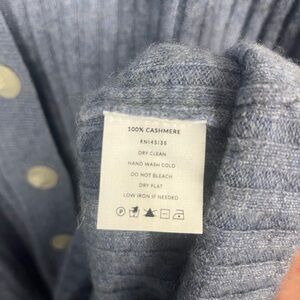 100% CASHMERE
RN145135
DRY CLEAN
HAND WASH COLD
DO NOT BLEACH
DRY FLAT
LOW IRON IF NEEDED